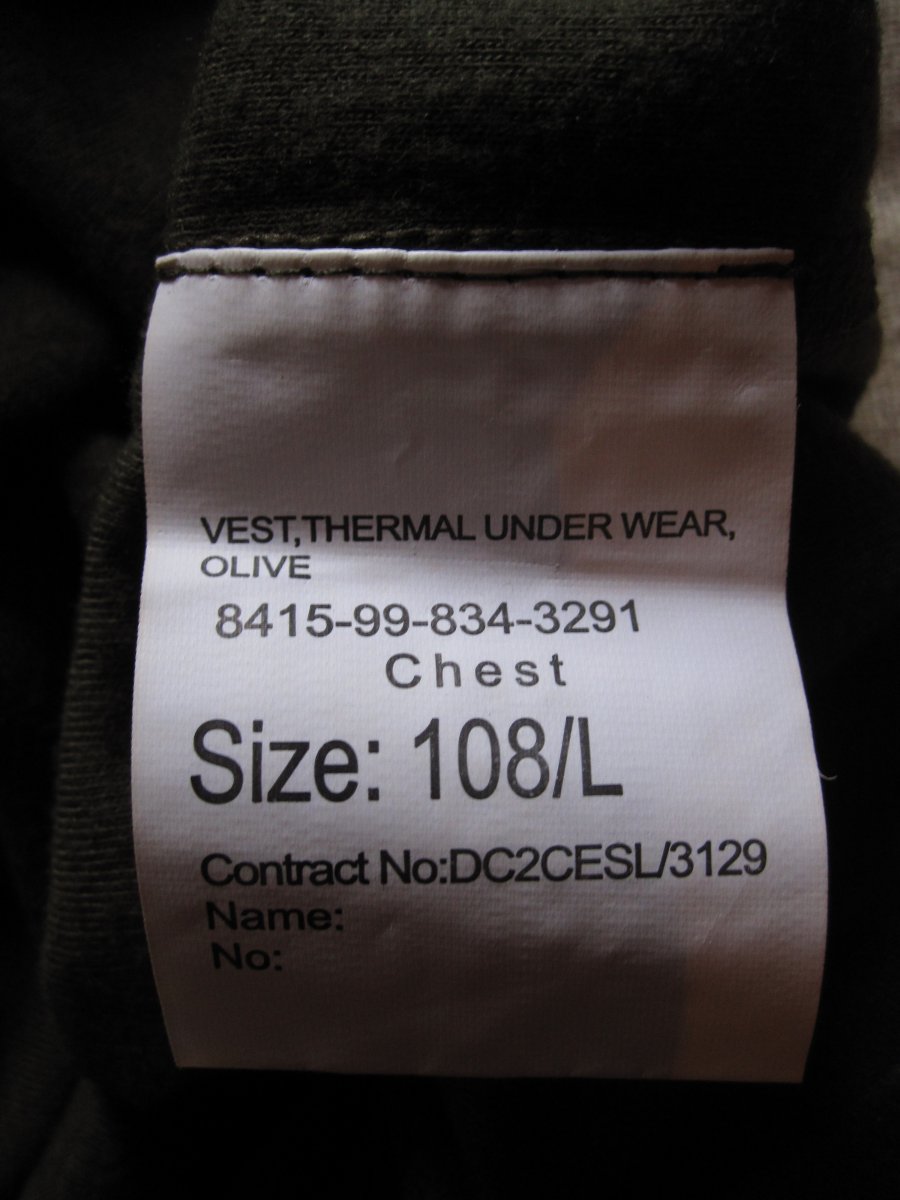 VEST,THERMAL UNDER WEAR,
OLIVE
8415-99-834-3291
Chest
Size: 108/L
Contract No:DC2CESL/3129
Name:
No: